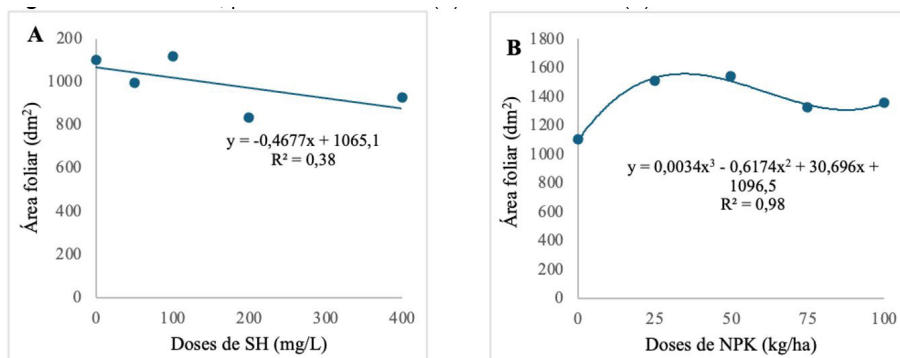 A
200
1000
800
600
400
200
0
Área foliar (dm²)
y = -0,4677x + 1065,1
R² = 0,38
0 100 200 300 400
Doses de SH (mg/L)
B
1800
1600
1400
1200
1000
800
600
400
200
0
Área foliar (dm²)
y = 0,0034x³ - 0,6174x² + 30,696x +
1096,5
R² = 0,98
0 25 50 75 100
Doses de NPK (kg/ha)